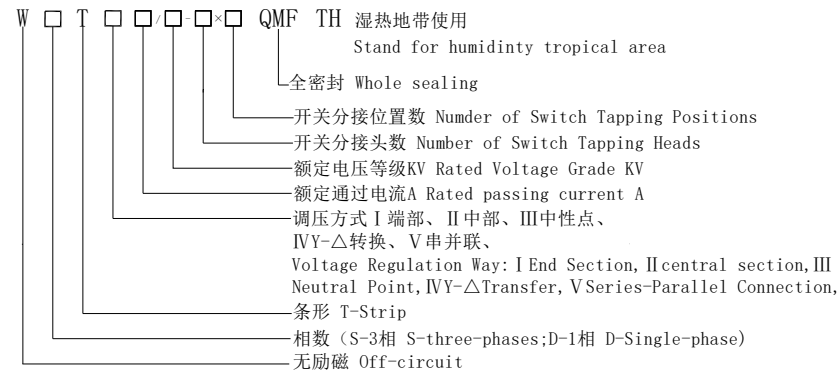 W □ T □ □/□-□×□ QMF TH 湿热地带使用
Stand for humidinty tropical area
全密封 Whole sealing
开关分接位置数 Numder of Switch Tapping Positions
开关分接头数 Number of Switch Tapping Heads
额定电压等级KV Rated Voltage Grade KV
额定通过电流A Rated passing current A
调压方式Ⅰ端部、Ⅱ中部、Ⅲ中性点、
ⅣY-△转换、Ⅴ串并联、
Voltage Regulation Way:ⅠEnd Section,Ⅱcentral section,Ⅲ
Neutral Point,ⅣY-△Transfer,ⅤSeries-Parallel Connection,
条形 T-Strip
相数（S-3相 S-three-phases;D-1相 D-Single-phase)
无励磁 Off-circuit